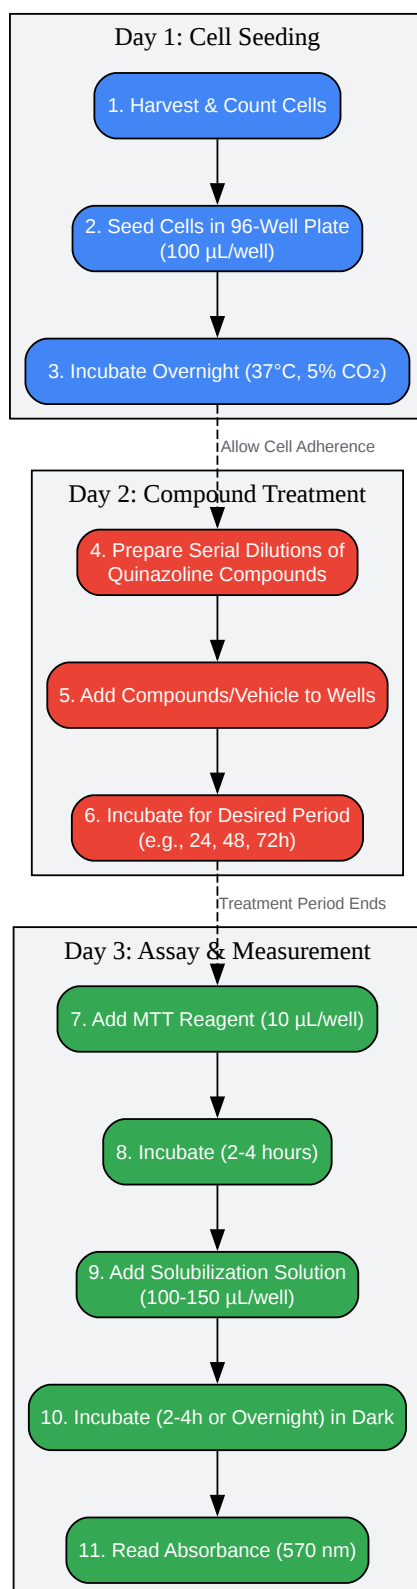 Day 1: Cell Seeding
1. Harvest & Count Cells
2. Seed Cells in 96-Well Plate
(100 µL/well)
3. Incubate Overnight (37°C, 5% CO₂)
Allow Cell Adherence
Day 2: Compound Treatment
4. Prepare Serial Dilutions of
Quinazoline Compounds
5. Add Compounds/Vehicle to Wells
6. Incubate for Desired Period
(e.g., 24, 48, 72h)
Treatment Period Ends
Day 3: Assay & Measurement
7. Add MTT Reagent (10 µL/well)
8. Incubate (2-4 hours)
9. Add Solubilization Solution
(100-150 µL/well)
10. Incubate (2-4h or Overnight) in Dark
11. Read Absorbance (570 nm)